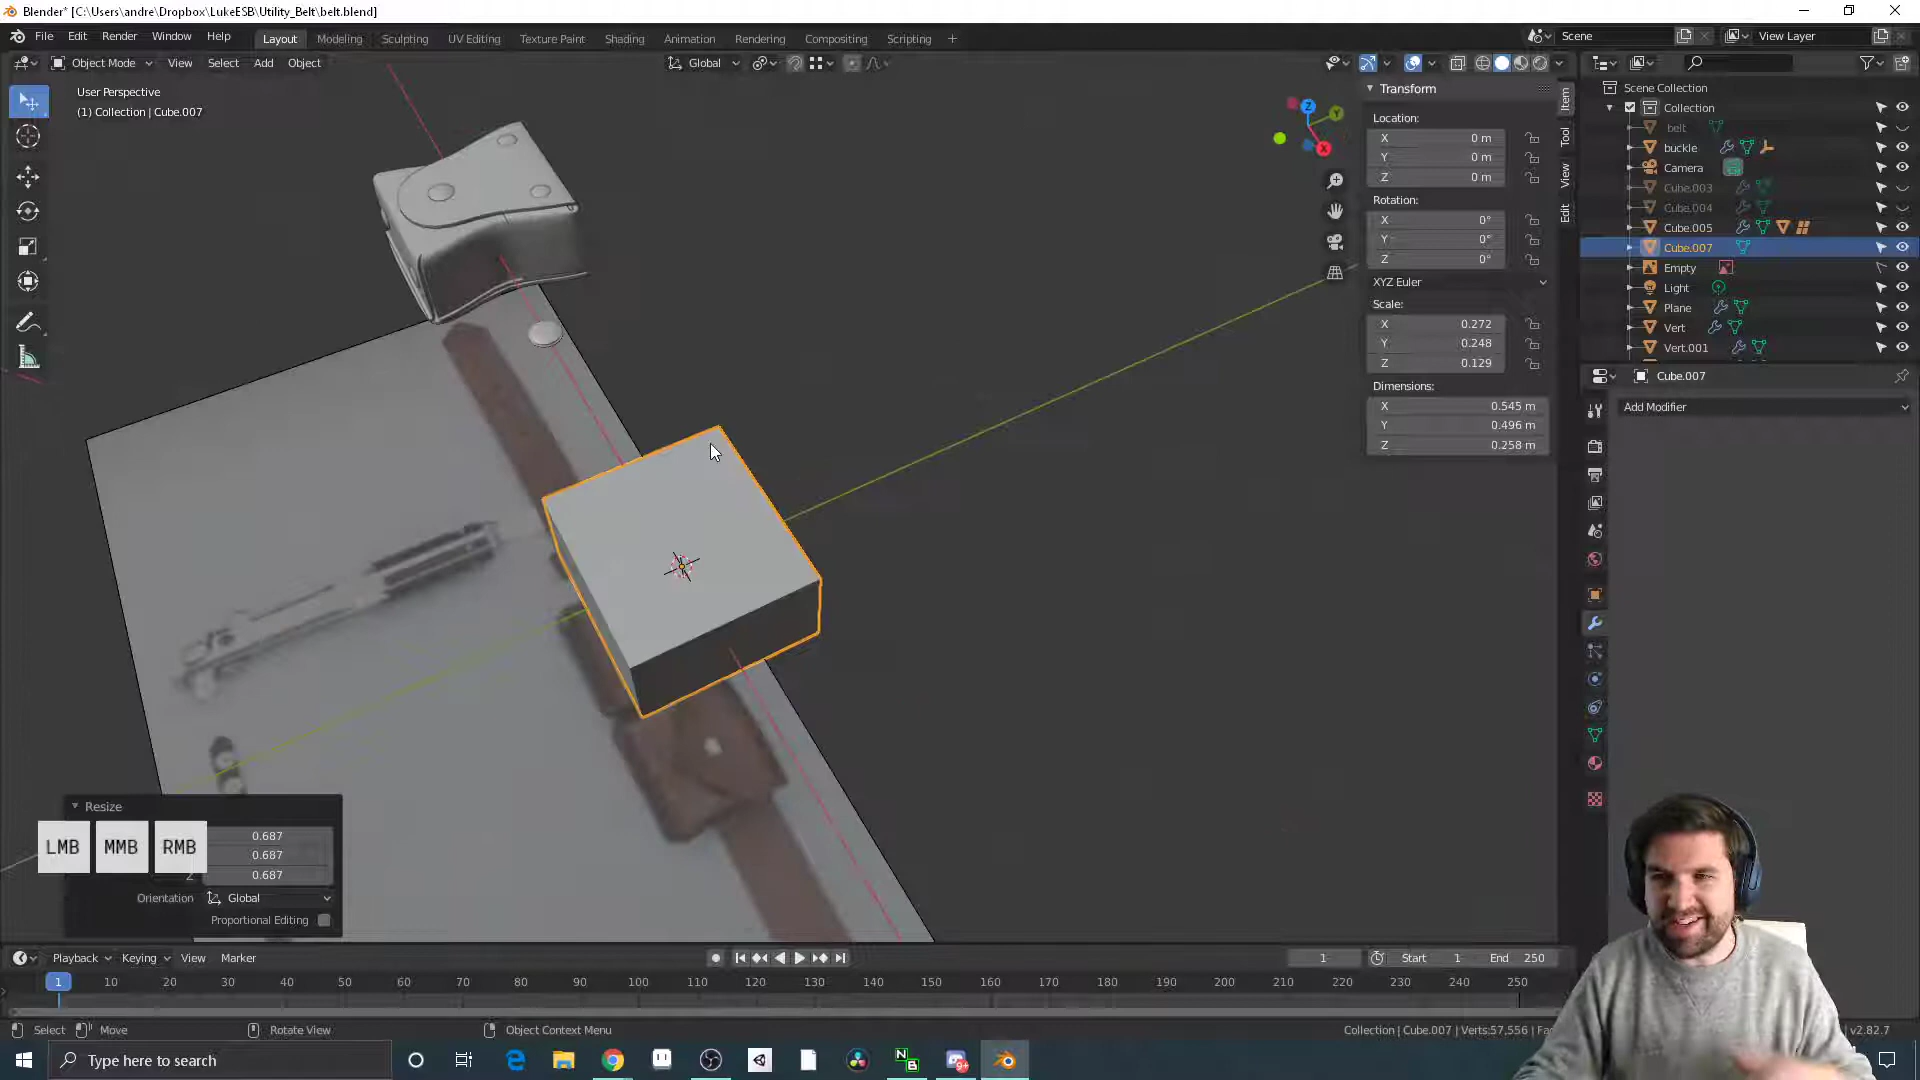 Blender* [C:\Users\andre\Dropbox\LukeESB\Utility_Belt\belt.blend]
File Edit Render Window Help
Layout Modeling Sculpting UV Editing Texture Paint Shading Animation Rendering Compositing Scripting +
Scene View Layer
Object Mode View Select Add Object
Global
User Perspective
(1) Collection | Cube.007
Transform
Location:
X 0 m
Y 0 m
Z 0 m
Rotation:
X 0°
Y 0°
Z 0°
XYZ Euler
Scale:
X 0.272
Y 0.248
Z 0.129
Dimensions:
X 0.545 m
Y 0.496 m
Z 0.258 m
Item
Tool
View
Edit
Z
Y
X
Scene Collection
Collection
belt
buckle
Camera
Cube.003
Cube.004
Cube.005
Cube.007
Empty
Light
Plane
Vert
Vert.001
Cube.007
Add Modifier
Resize
LMB MMB RMB
0.687
0.687
Z 0.687
Orientation Global
Proportional Editing
Playback Keying View Marker
1 Start 1 End 250
1 10 20 30 40 50 60 70 80 90 100 110 120 130 140 150 160 170 180 190 200 210 220 230 240 250
Select Move Rotate View Object Context Menu
Collection | Cube.007 | Verts:57,556 |
v2.82.7
Type here to search
N
B
9+